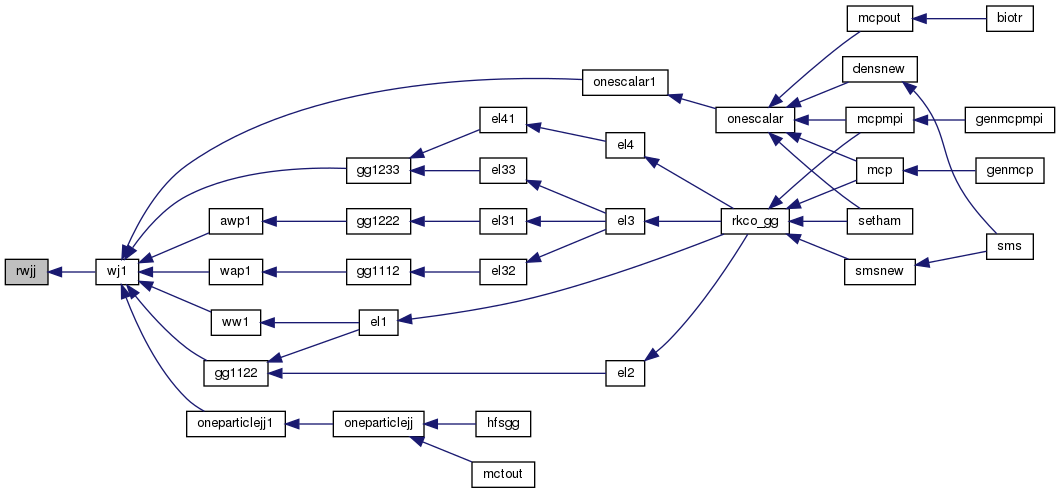 mcpout
biotr
densnew
onescalar1
onescalar
mcpmpi
genmcpmpi
el41
el4
gg1233
el33
mcp
genmcp
awp1
gg1222
el31
el3
rkco_gg
setham
sms
rwjj
wj1
wap1
gg1112
el32
smsnew
ww1
el1
gg1122
el2
oneparticlejj1
oneparticlejj
hfsgg
mctout